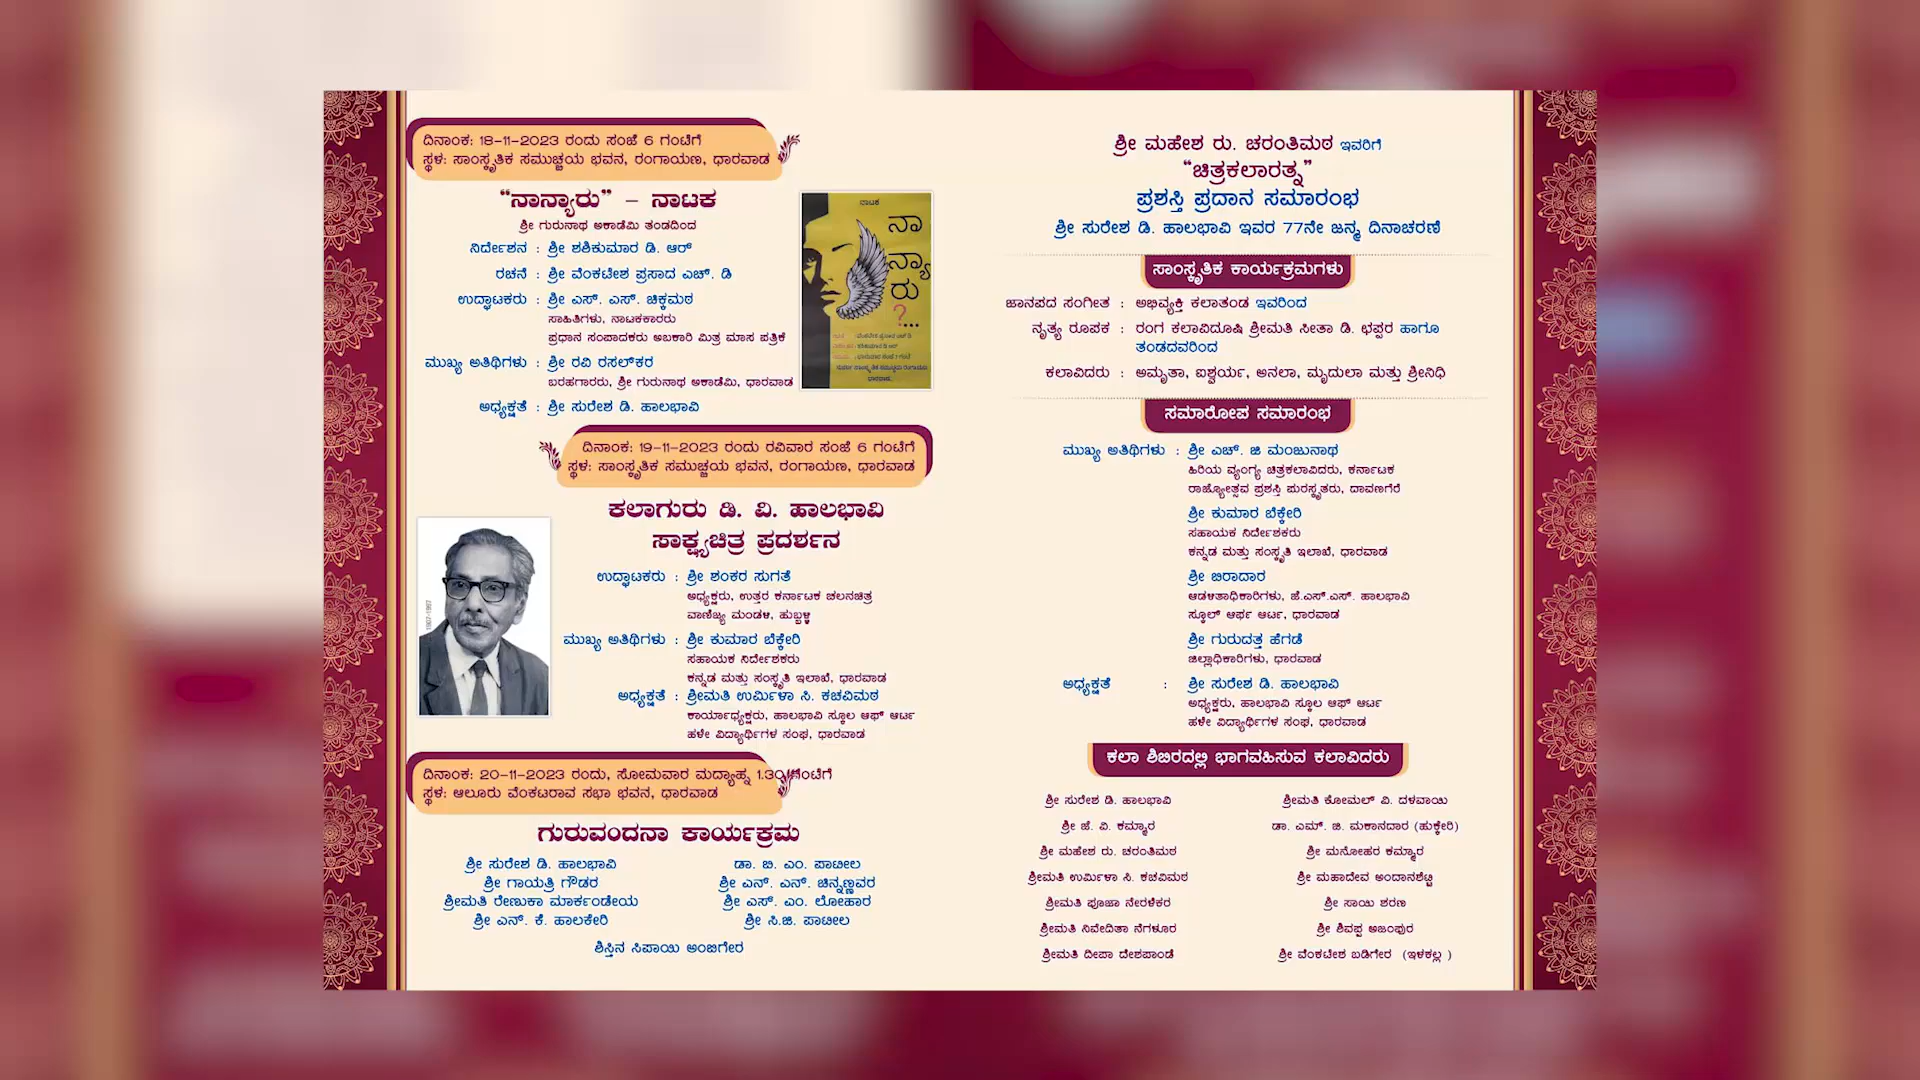 ದಿನಾಂಕ: 18-11-2023 ರಂದು ಸಂಜೆ 6 ಗಂಟೆಗೆ
ಸ್ಥಳ: ಸಾಂಸ್ಕೃತಿಕ ಸಮುಚ್ಚಯ ಭವನ, ರಂಗಾಯಣ, ಧಾರವಾಡ
“ನಾನ್ಯಾರು” – ನಾಟಕ
ಶ್ರೀ ಗುರುನಾಥ ಅಕಾಡೆಮಿ ತಂಡದಿಂದ
ನಿರ್ದೇಶನ : ಶ್ರೀ ಶಶಿಕುಮಾರ ಡಿ. ಆರ್
ರಚನೆ : ಶ್ರೀ ವೆಂಕಟೇಶ ಪ್ರಸಾದ ಎಚ್. ಡಿ
ಉದ್ಘಾಟಕರು : ಶ್ರೀ ಎಸ್. ಎಸ್. ಚಿಕ್ಕಮಠ
ಸಾಹಿತಿಗಳು, ನಾಟಕಕಾರರು
ಪ್ರಧಾನ ಸಂಪಾದಕರು ಅಬಕಾರಿ ಮಿತ್ರ ಮಾಸ ಪತ್ರಿಕೆ
ಮುಖ್ಯ ಅತಿಥಿಗಳು : ಶ್ರೀ ರವಿ ರಸಲ್‌ಕರ
ಬರಹಗಾರರು, ಶ್ರೀ ಗುರುನಾಥ ಅಕಾಡೆಮಿ, ಧಾರವಾಡ
ಅಧ್ಯಕ್ಷತೆ : ಶ್ರೀ ಸುರೇಶ ಡಿ. ಹಾಲಭಾವಿ
ನಾಟಕ
ನಾ
ನ್ಯಾ
ರು
?...
ದಿನಾಂಕ: 19-11-2023 ರಂದು ರವಿವಾರ ಸಂಜೆ 6 ಗಂಟೆಗೆ
ಸ್ಥಳ: ಸಾಂಸ್ಕೃತಿಕ ಸಮುಚ್ಚಯ ಭವನ, ರಂಗಾಯಣ, ಧಾರವಾಡ
ಕಲಾಗುರು ಡಿ. ವಿ. ಹಾಲಭಾವಿ
ಸಾಕ್ಷ್ಯಚಿತ್ರ ಪ್ರದರ್ಶನ
1907-1997
ಉದ್ಘಾಟಕರು : ಶ್ರೀ ಶಂಕರ ಸುಗತೆ
ಅಧ್ಯಕ್ಷರು, ಉತ್ತರ ಕರ್ನಾಟಕ ಚಲನಚಿತ್ರ
ವಾಣಿಜ್ಯ ಮಂಡಳಿ, ಹುಬ್ಬಳ್ಳಿ
ಮುಖ್ಯ ಅತಿಥಿಗಳು : ಶ್ರೀ ಕುಮಾರ ಬೆಕ್ಕೇರಿ
ಸಹಾಯಕ ನಿರ್ದೇಶಕರು
ಕನ್ನಡ ಮತ್ತು ಸಂಸ್ಕೃತಿ ಇಲಾಖೆ, ಧಾರವಾಡ
ಅಧ್ಯಕ್ಷತೆ : ಶ್ರೀಮತಿ ಉರ್ಮಿಳಾ ಸಿ. ಕಚವಿಮಠ
ಕಾರ್ಯಾಧ್ಯಕ್ಷರು, ಹಾಲಭಾವಿ ಸ್ಕೂಲ ಆಫ್ ಆರ್ಟ
ಹಳೇ ವಿದ್ಯಾರ್ಥಿಗಳ ಸಂಘ, ಧಾರವಾಡ
ದಿನಾಂಕ: 20-11-2023 ರಂದು, ಸೋಮವಾರ ಮದ್ಯಾಹ್ನ 1.30 ಗಂಟೆಗೆ
ಸ್ಥಳ: ಆಲೂರು ವೆಂಕಟರಾವ ಸಭಾ ಭವನ, ಧಾರವಾಡ
ಗುರುವಂದನಾ ಕಾರ್ಯಕ್ರಮ
ಶ್ರೀ ಸುರೇಶ ಡಿ. ಹಾಲಭಾವಿ
ಶ್ರೀ ಗಾಯತ್ರಿ ಗೌಡರ
ಶ್ರೀಮತಿ ರೇಣುಕಾ ಮಾರ್ಕಂಡೇಯ
ಶ್ರೀ ಎನ್. ಕೆ. ಹಾಲಕೇರಿ
ಡಾ. ಬಿ. ಎಂ. ಪಾಟೀಲ
ಶ್ರೀ ಎನ್. ಎನ್. ಚಿನ್ನಣ್ಣವರ
ಶ್ರೀ ಎಸ್. ಎಂ. ಲೋಹಾರ
ಶ್ರೀ ಸಿ.ಜಿ. ಪಾಟೀಲ
ಶಿಸ್ತಿನ ಸಿಪಾಯಿ ಅಂಜಗೇರ
ಶ್ರೀ ಮಹೇಶ ರು. ಚರಂತಿಮಠ ಇವರಿಗೆ
“ಚಿತ್ರಕಲಾರತ್ನ”
ಪ್ರಶಸ್ತಿ ಪ್ರದಾನ ಸಮಾರಂಭ
ಶ್ರೀ ಸುರೇಶ ಡಿ. ಹಾಲಭಾವಿ ಇವರ 77ನೇ ಜನ್ಮ ದಿನಾಚರಣೆ
ಸಾಂಸ್ಕೃತಿಕ ಕಾರ್ಯಕ್ರಮಗಳು
ಜಾನಪದ ಸಂಗೀತ : ಅಭಿವ್ಯಕ್ತಿ ಕಲಾತಂಡ ಇವರಿಂದ
ನೃತ್ಯ ರೂಪಕ : ರಂಗ ಕಲಾವಿದೂಷಿ ಶ್ರೀಮತಿ ಸೀತಾ ಡಿ. ಛಪ್ಪರ ಹಾಗೂ
ತಂಡದವರಿಂದ
ಕಲಾವಿದರು : ಅಮೃತಾ, ಐಶ್ವರ್ಯ, ಅನಲಾ, ಮೃದುಲಾ ಮತ್ತು ಶ್ರೀನಿಧಿ
ಸಮಾರೋಪ ಸಮಾರಂಭ
ಮುಖ್ಯ ಅತಿಥಿಗಳು : ಶ್ರೀ ಎಚ್. ಜಿ ಮಂಜುನಾಥ
ಹಿರಿಯ ವ್ಯಂಗ್ಯ ಚಿತ್ರಕಲಾವಿದರು, ಕರ್ನಾಟಕ
ರಾಜ್ಯೋತ್ಸವ ಪ್ರಶಸ್ತಿ ಪುರಸ್ಕೃತರು, ದಾವಣಗೆರೆ
ಶ್ರೀ ಕುಮಾರ ಬೆಕ್ಕೇರಿ
ಸಹಾಯಕ ನಿರ್ದೇಶಕರು
ಕನ್ನಡ ಮತ್ತು ಸಂಸ್ಕೃತಿ ಇಲಾಖೆ, ಧಾರವಾಡ
ಶ್ರೀ ಬಿರಾದಾರ
ಆಡಳಿತಾಧಿಕಾರಿಗಳು, ಜೆ.ಎಸ್.ಎಸ್. ಹಾಲಭಾವಿ
ಸ್ಕೂಲ್ ಆರ್ಫ ಆರ್ಟ, ಧಾರವಾಡ
ಶ್ರೀ ಗುರುದತ್ತ ಹೆಗಡೆ
ಜಿಲ್ಲಾಧಿಕಾರಿಗಳು, ಧಾರವಾಡ
ಅಧ್ಯಕ್ಷತೆ : ಶ್ರೀ ಸುರೇಶ ಡಿ. ಹಾಲಭಾವಿ
ಅಧ್ಯಕ್ಷರು, ಹಾಲಭಾವಿ ಸ್ಕೂಲ ಆಫ್ ಆರ್ಟ
ಹಳೇ ವಿದ್ಯಾರ್ಥಿಗಳ ಸಂಘ, ಧಾರವಾಡ
ಕಲಾ ಶಿಬಿರದಲ್ಲಿ ಭಾಗವಹಿಸುವ ಕಲಾವಿದರು
ಶ್ರೀ ಸುರೇಶ ಡಿ. ಹಾಲಭಾವಿ
ಶ್ರೀ ಜೆ. ವಿ. ಕಮ್ಮಾರ
ಶ್ರೀ ಮಹೇಶ ರು. ಚರಂತಿಮಠ
ಶ್ರೀಮತಿ ಉರ್ಮಿಳಾ ಸಿ. ಕಚವಿಮಠ
ಶ್ರೀಮತಿ ಪೂಜಾ ನೇರಳೇಕರ
ಶ್ರೀಮತಿ ನಿವೇದಿತಾ ನೆಗಳೂರ
ಶ್ರೀಮತಿ ದೀಪಾ ದೇಶಪಾಂಡೆ
ಶ್ರೀಮತಿ ಕೋಮಲ್ ವಿ. ದಳವಾಯಿ
ಡಾ. ಎಮ್. ಬಿ. ಮಕಾನದಾರ (ಹುಕ್ಕೇರಿ)
ಶ್ರೀ ಮನೋಹರ ಕಮ್ಮಾರ
ಶ್ರೀ ಮಹಾದೇವ ಅಂದಾನಶೆಟ್ಟಿ
ಶ್ರೀ ಸಾಯಿ ಶರಣ
ಶ್ರೀ ಶಿವಪ್ಪ ಅಜಂಪುರ
ಶ್ರೀ ವೆಂಕಟೇಶ ಬಡಿಗೇರ (ಇಳಕಲ್ಲ )